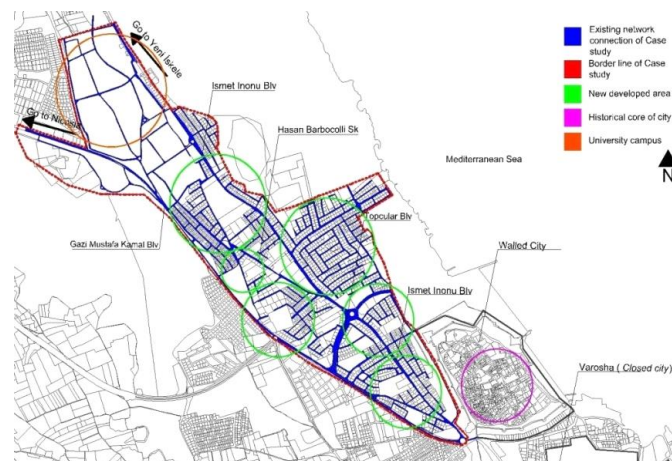 Go to Yeni Iskele
Go to Nicosia
Ismet Inonu Blv
Hasan Barbocolli Sk
Gazi Mustafa Kamal Blv
Topcular Blv
Ismet Inonu Blv
Mediterranean Sea
Walled City
Varosha ( Closed city)
Existing network
connection of Case
study
Border line of Case
study
New developed area
Historical core of city
University campus
N